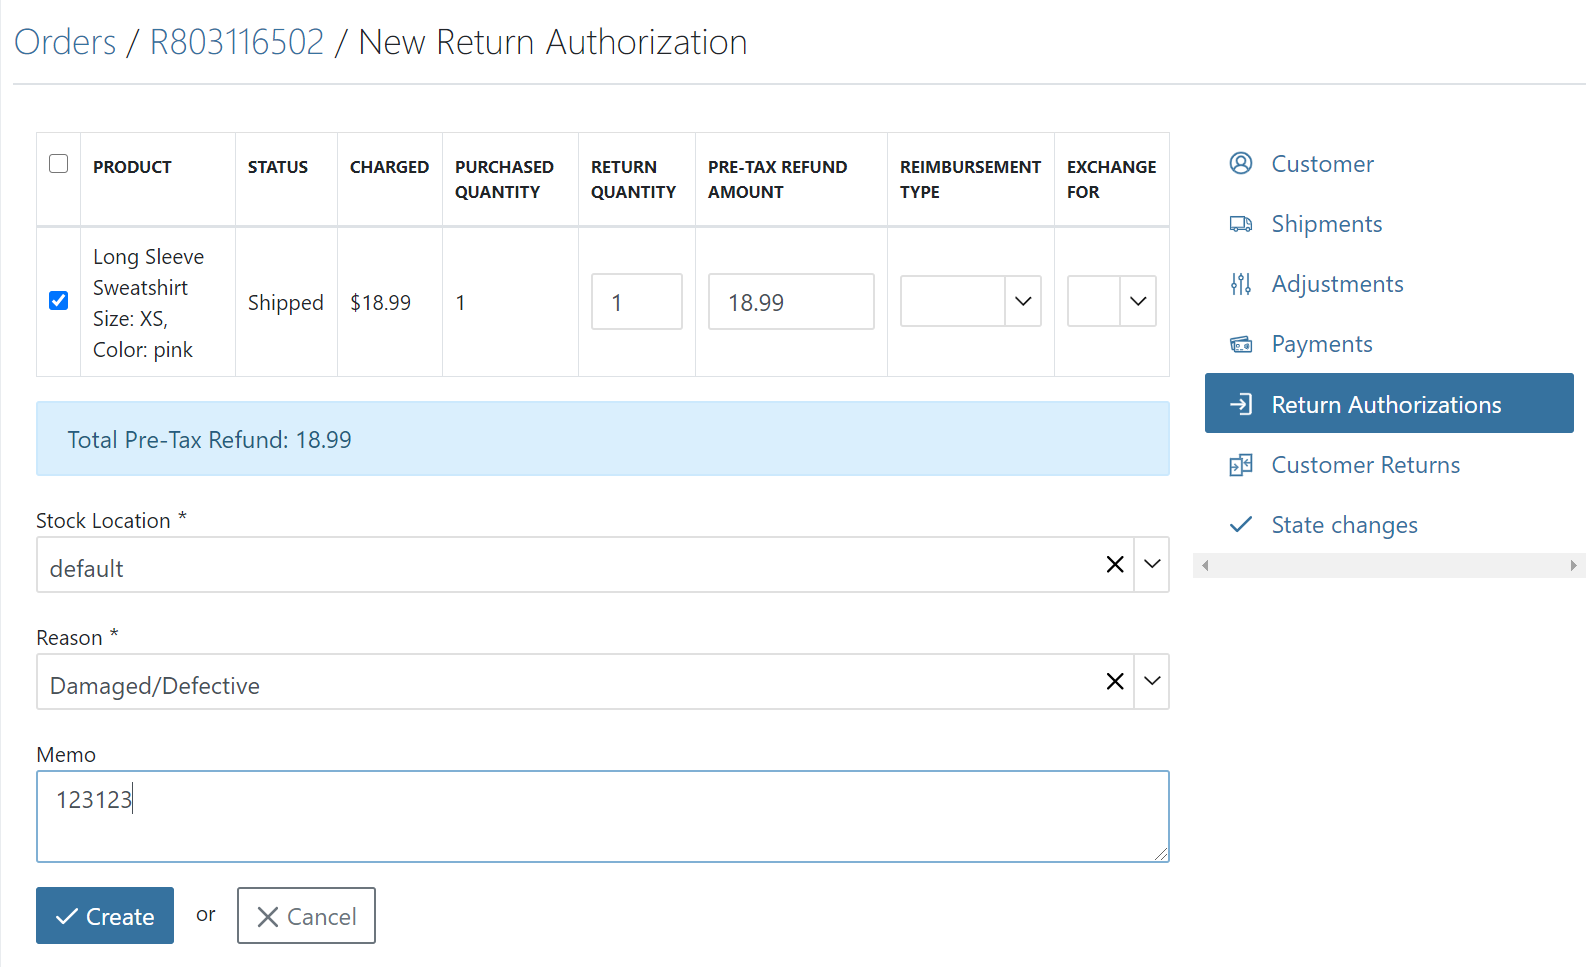 Orders / R803116502 / New Return Authorization
PRODUCT
STATUS
CHARGED
PURCHASED
QUANTITY
RETURN
QUANTITY
PRE-TAX REFUND
AMOUNT
REIMBURSEMENT
TYPE
EXCHANGE
FOR
Long Sleeve
Sweatshirt
Size: XS,
Color: pink
Shipped
$18.99
1
1
18.99
Total Pre-Tax Refund: 18.99
Stock Location *
default
Reason *
Damaged/Defective
Memo
123123
Create
or
Cancel
Customer
Shipments
Adjustments
Payments
Return Authorizations
Customer Returns
State changes